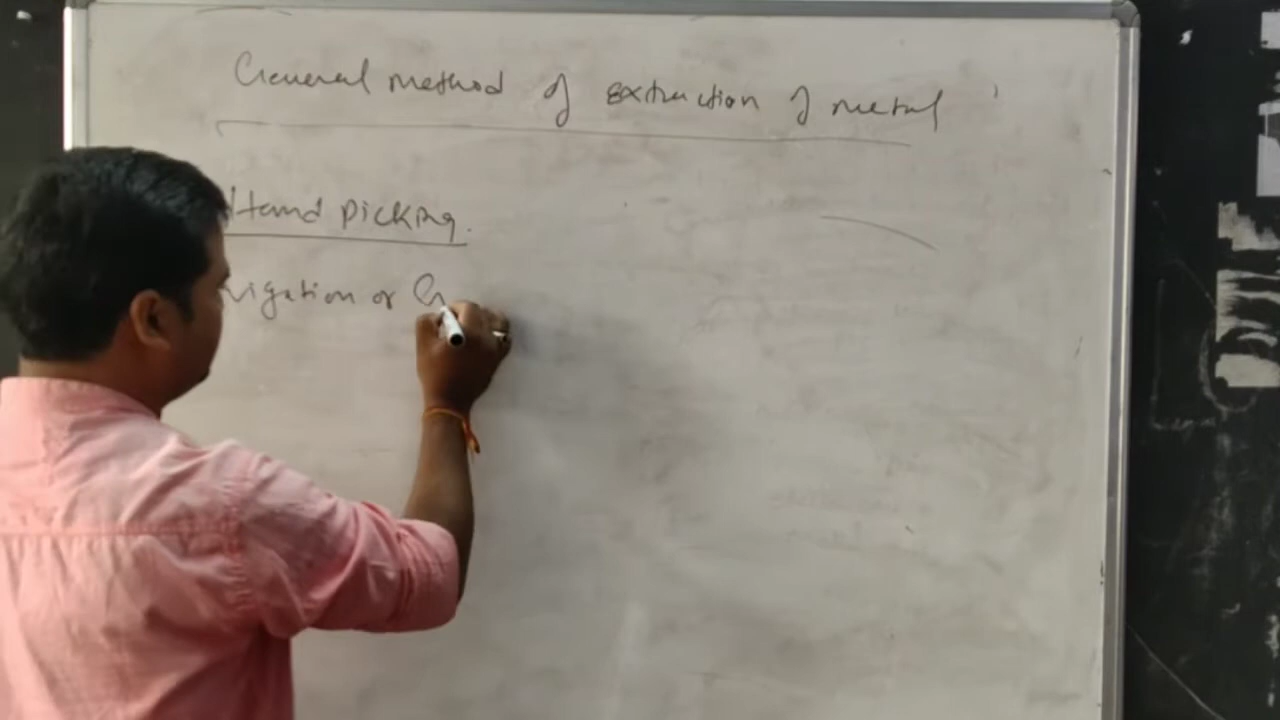 General method of extraction of metal
Hand Picking.
vigation or G